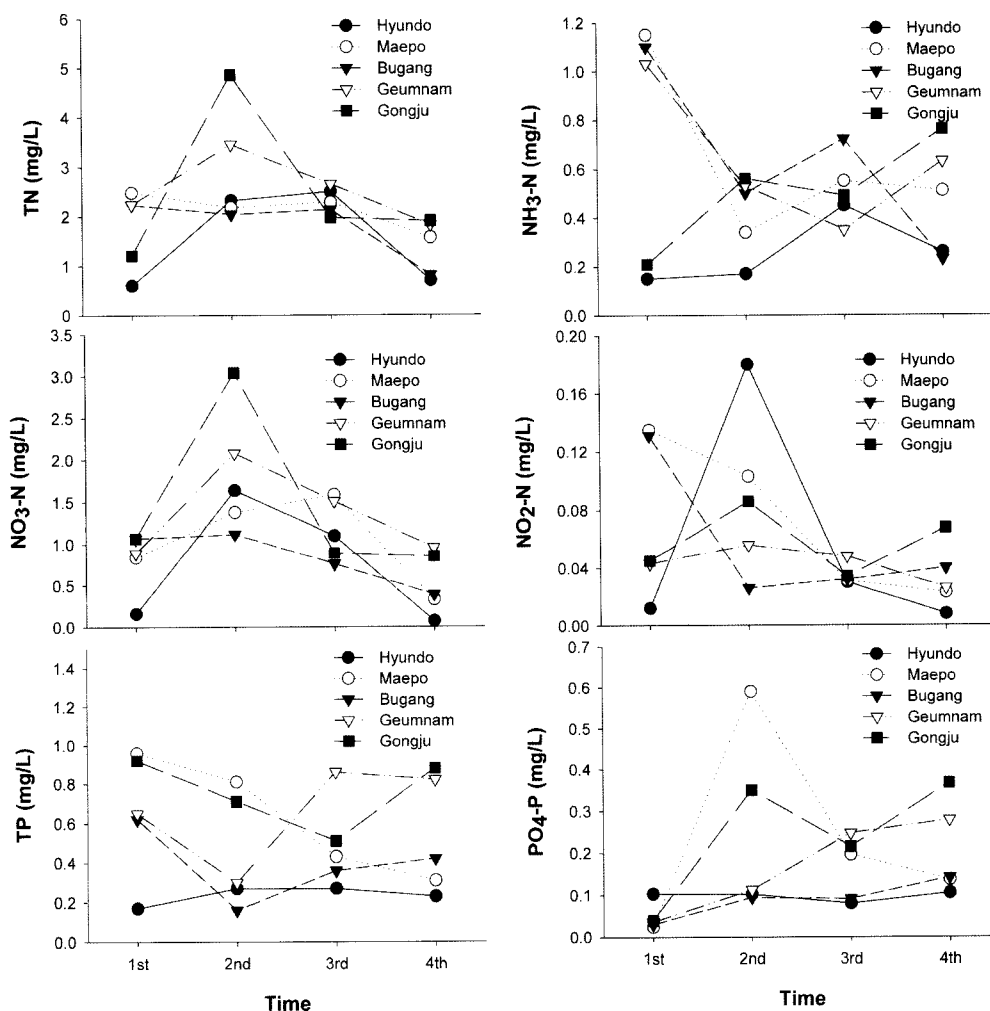 TN (mg/L)
6
5
4
3
2
1
0
Hyundo
Maepo
Bugang
Geumnam
Gongju
NH3-N (mg/L)
1.2
1.0
0.8
0.6
0.4
0.2
0.0
Hyundo
Maepo
Bugang
Geumnam
Gongju
NO3-N (mg/L)
3.5
3.0
2.5
2.0
1.5
1.0
0.5
0.0
Hyundo
Maepo
Bugang
Geumnam
Gongju
NO2-N (mg/L)
0.20
0.16
0.12
0.08
0.04
0.00
Hyundo
Maepo
Bugang
Geumnam
Gongju
TP (mg/L)
1.4
1.2
1.0
0.8
0.6
0.4
0.2
0.0
Hyundo
Maepo
Bugang
Geumnam
Gongju
1st 2nd 3rd 4th
Time
PO4-P (mg/L)
0.7
0.6
0.5
0.4
0.3
0.2
0.1
0.0
Hyundo
Maepo
Bugang
Geumnam
Gongju
1st 2nd 3rd 4th
Time